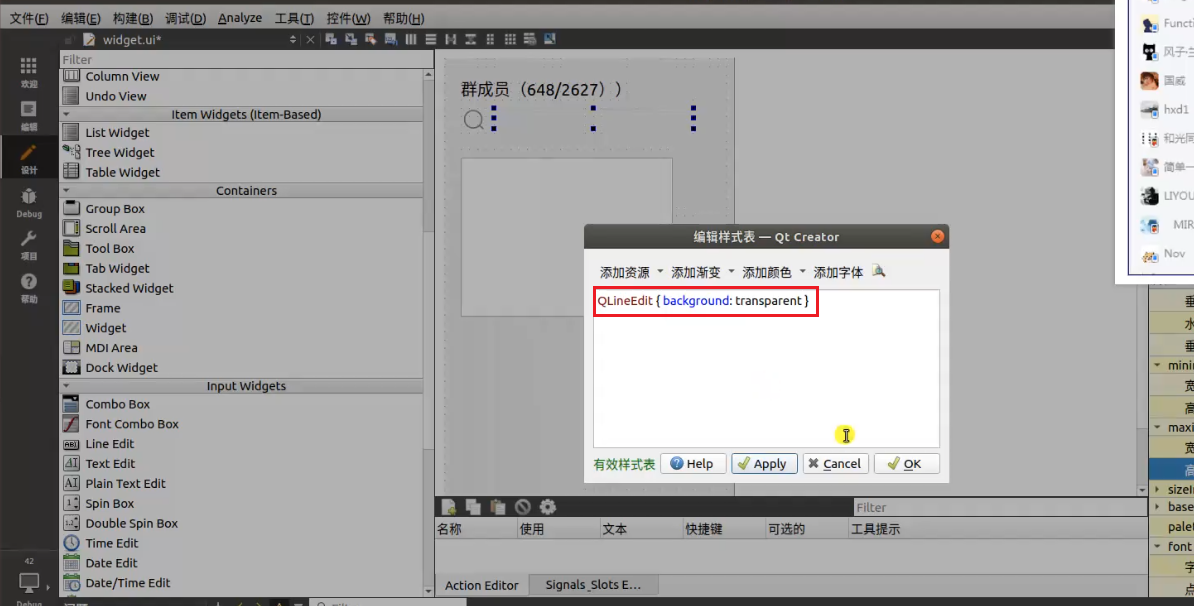 文件(F) 编辑(E) 构建(B) 调试(D) Analyze 工具(T) 控件(W) 帮助(H)
widget.ui*
Filter
Column View
Undo View
Item Widgets (Item-Based)
List Widget
Tree Widget
Table Widget
Containers
Group Box
Scroll Area
Tool Box
Tab Widget
Stacked Widget
Frame
Widget
MDI Area
Dock Widget
Input Widgets
Combo Box
Font Combo Box
Line Edit
Text Edit
Plain Text Edit
Spin Box
Double Spin Box
Time Edit
Date Edit
Date/Time Edit
欢迎
编辑
设计
Debug
项目
帮助
42
Debug
群成员（648/2627））
编辑样式表 — Qt Creator
添加资源 添加渐变 添加颜色 添加字体
QLineEdit { background: transparent }
有效样式表 Help Apply Cancel OK
Filter
名称 使用 文本 快捷键 可选的 工具提示
Action Editor Signals_Slots E...
Functi
风子·
国威
hxd1
和光同
简单一
LIYOU
MIR
Nov
垂
水
垂
minir
宽
高
maxi
宽
高
sizeIn
base
palet
font
字
点